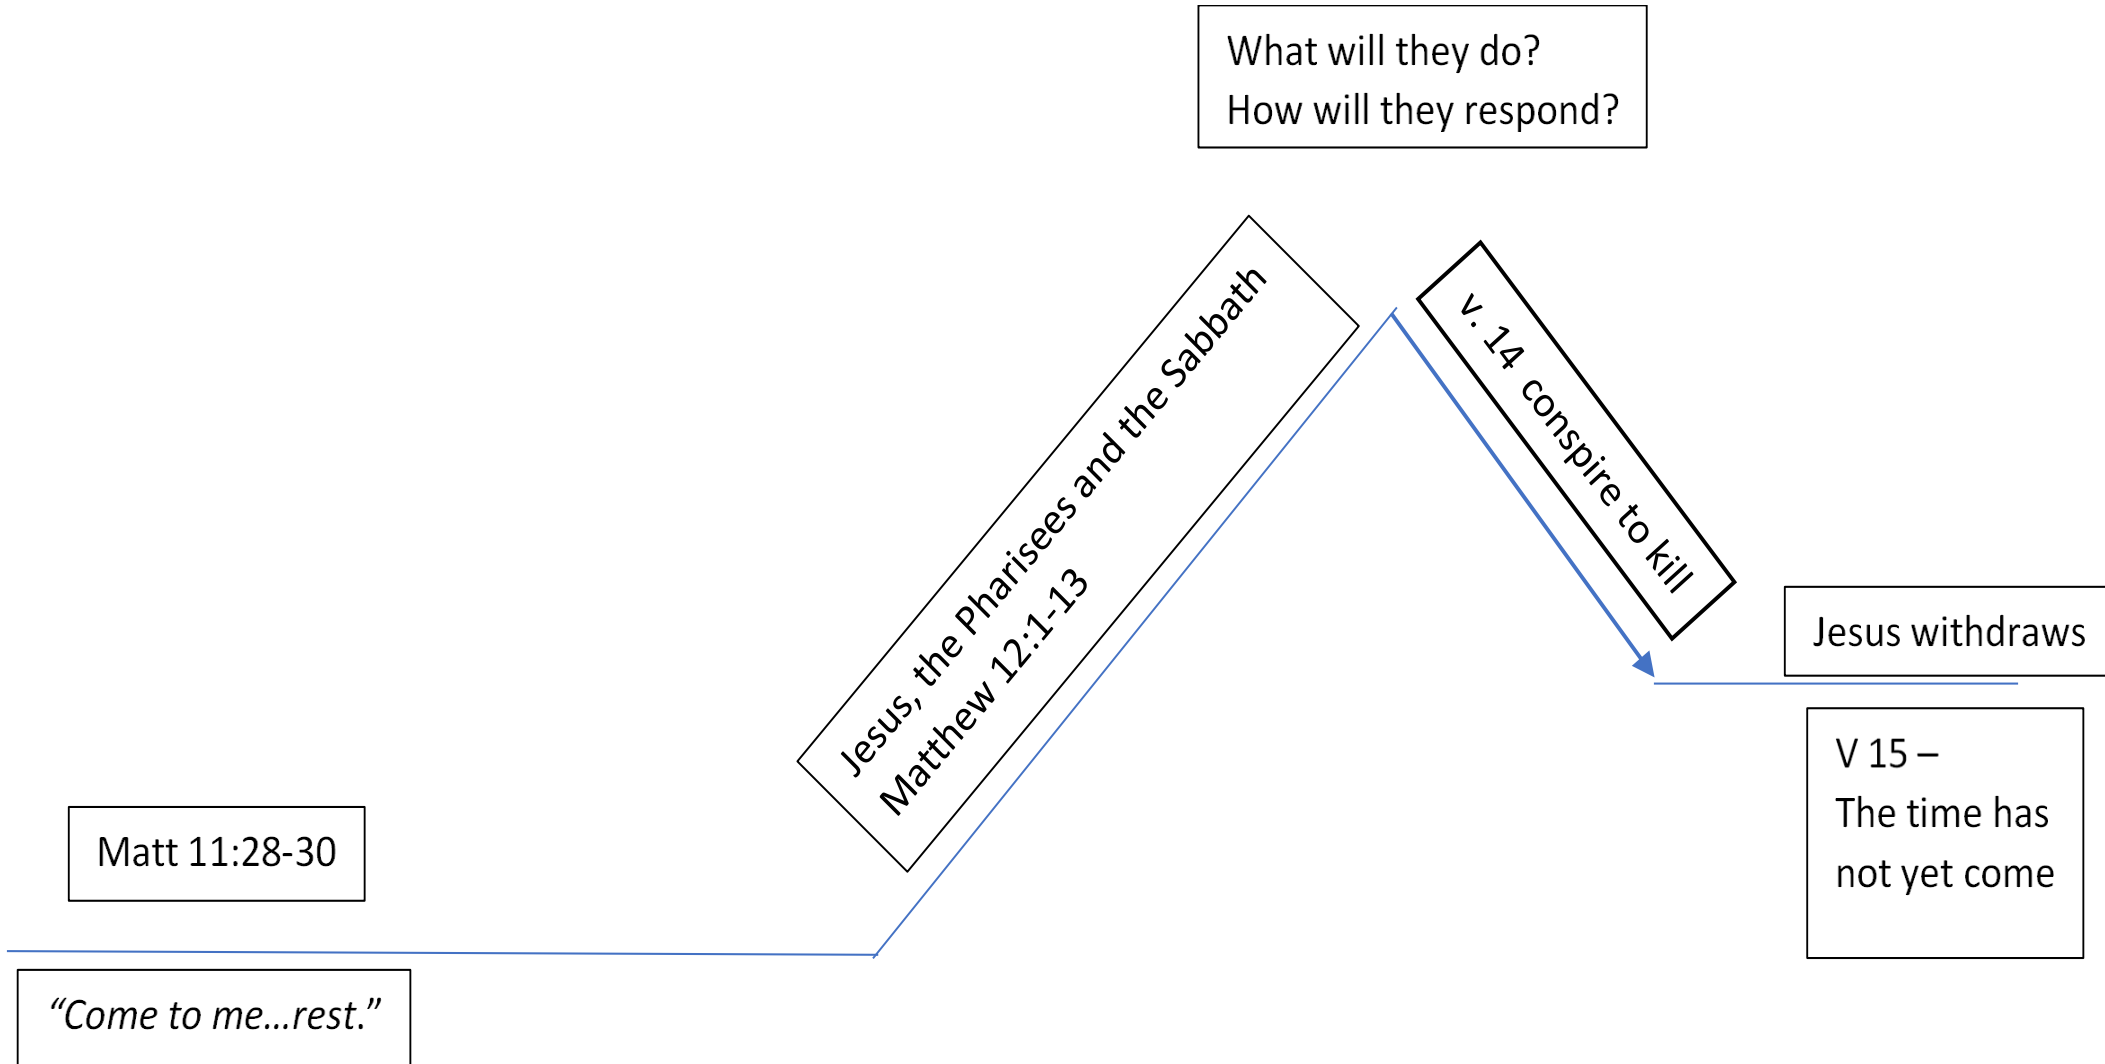 What will they do?
How will they respond?
Jesus, the Pharisees and the Sabbath
Matthew 12:1-13
v. 14 conspire to kill
Jesus withdraws
V 15 –
The time has
not yet come
Matt 11:28-30
“Come to me…rest.”